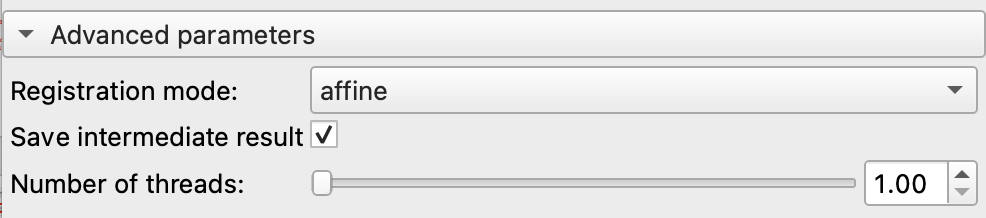 Advanced parameters
Registration mode: affine
Save intermediate result
Number of threads: 1.00